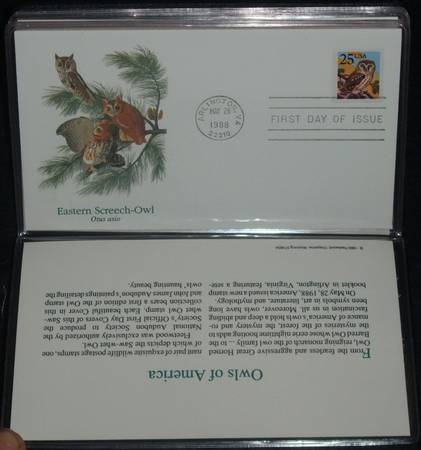 Eastern Screech-Owl
Otus asio
ARLINGTON, VA
MAY 28
1988
22210
25 USA
FIRST DAY OF ISSUE
Owls of America
From the fearless and aggressive Great Horned
Owl, reigning monarch of the owl family ... to the
Barred Owl whose eerie nighttime hooting adds to
the mysteries of the forest, the mystery and ro-
mance of America's owls hold a deep and abiding
fascination to us all. Moreover, owls have long
been symbols in art, literature, and mythology.
On May 28, 1988, America issued a new stamp
booklet in Arlington, Virginia, featuring a sete-
nant pair of exquisite wildlife postage stamps, one
of which depicts the Saw-whet Owl.
Fleetwood was exclusively authorized by the
National Audubon Society to produce the
Society's Official First Day Covers of this Saw-
whet Owl stamp. Each beautiful Cover in this
collection bears a first edition of the Owl stamp
and John James Audubon's paintings detailing the
owls' haunting beauty.
© 1988 Fleetwood, Cheyenne, Wyoming